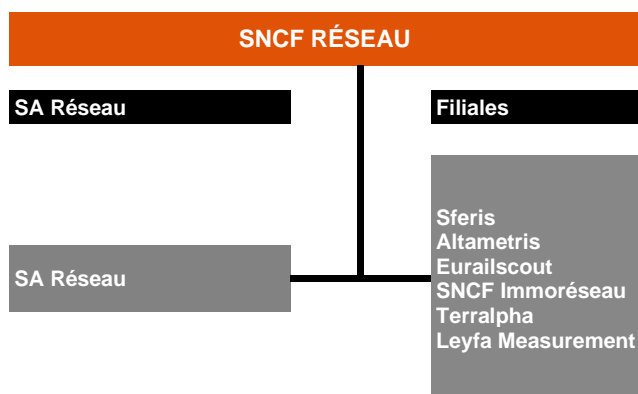 SNCF RÉSEAU
SA Réseau
Filiales
SA Réseau
Sferis
Altametris
Eurailscout
SNCF Immoréseau
Terralpha
Leyfa Measurement